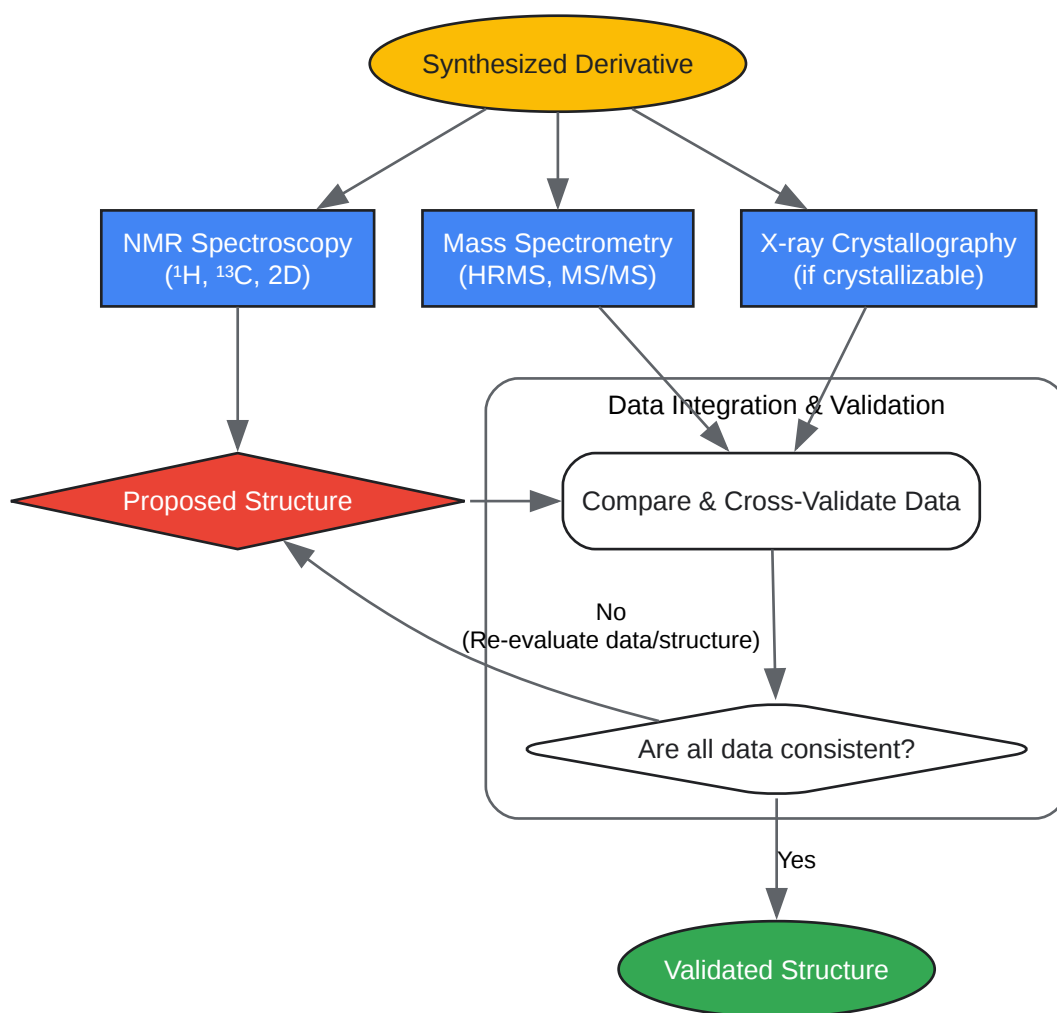 Synthesized Derivative
NMR Spectroscopy
(¹H, ¹³C, 2D)
Mass Spectrometry
(HRMS, MS/MS)
X-ray Crystallography
(if crystallizable)
Data Integration & Validation
Proposed Structure
Compare & Cross-Validate Data
No
(Re-evaluate data/structure)
Are all data consistent?
Yes
Validated Structure